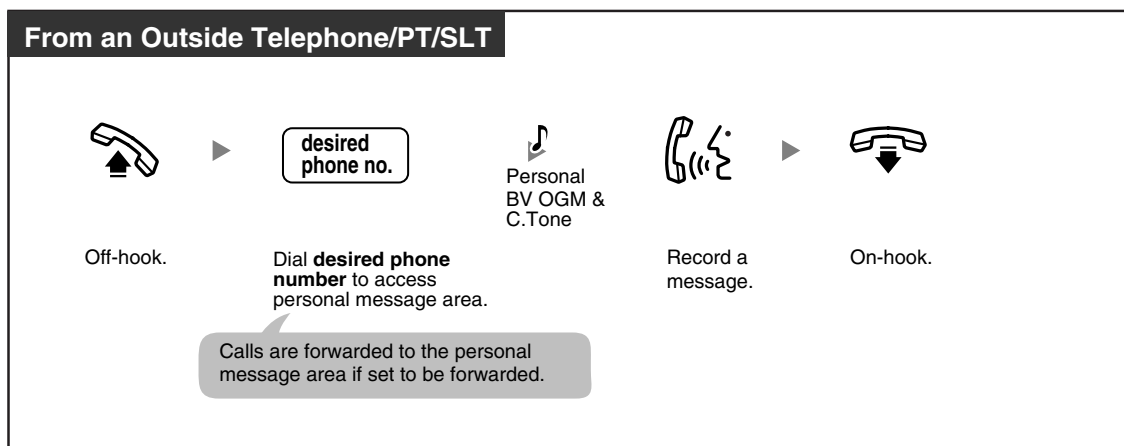 From an Outside Telephone/PT/SLT
desired
phone no.
Personal
BV OGM &
C.Tone
Off-hook.
Dial desired phone
number to access
personal message area.
Record a
message.
On-hook.
Calls are forwarded to the personal
message area if set to be forwarded.